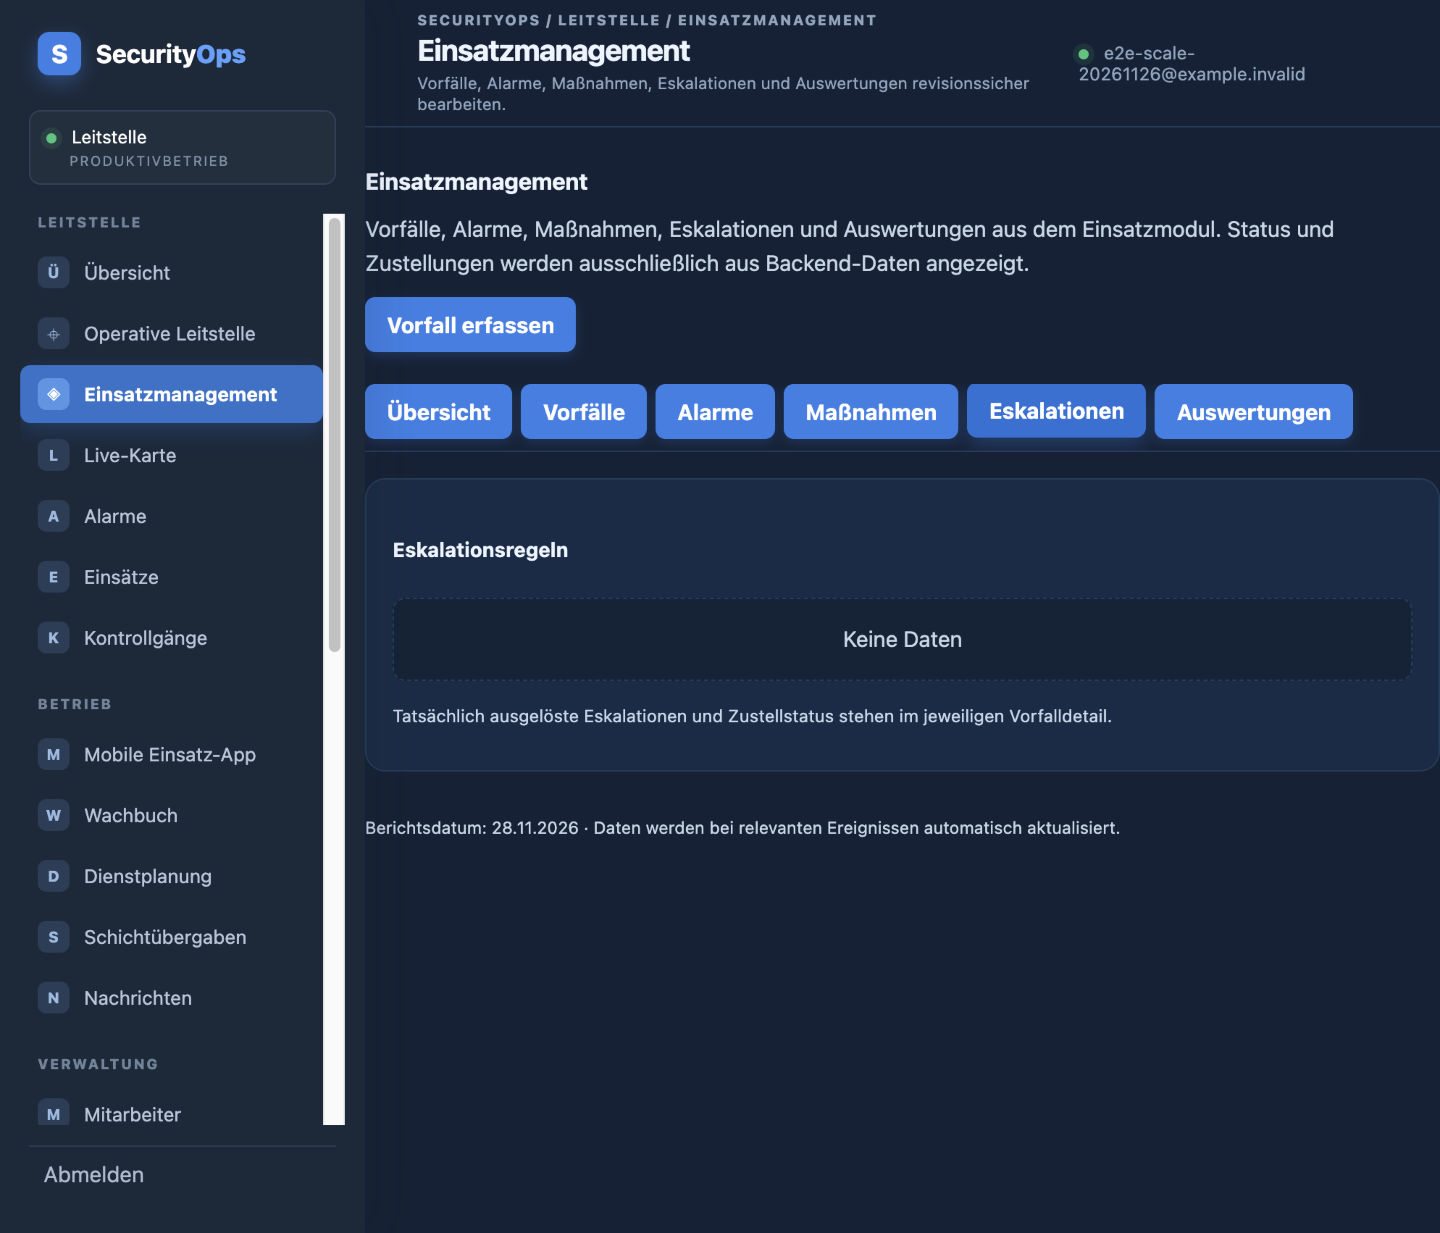 S SecurityOps
Leitstelle
PRODUKTIVBETRIEB
LEITSTELLE
Ü Übersicht
Operative Leitstelle
Einsatzmanagement
L Live-Karte
A Alarme
E Einsätze
K Kontrollgänge
BETRIEB
M Mobile Einsatz-App
W Wachbuch
D Dienstplanung
S Schichtübergaben
N Nachrichten
VERWALTUNG
M Mitarbeiter
Abmelden
SECURITYOPS / LEITSTELLE / EINSATZMANAGEMENT
Einsatzmanagement
Vorfälle, Alarme, Maßnahmen, Eskalationen und Auswertungen revisionssicher
bearbeiten.
e2e-scale-
20261126@example.invalid
Einsatzmanagement
Vorfälle, Alarme, Maßnahmen, Eskalationen und Auswertungen aus dem Einsatzmodul. Status und
Zustellungen werden ausschließlich aus Backend-Daten angezeigt.
Vorfall erfassen
Übersicht Vorfälle Alarme Maßnahmen Eskalationen Auswertungen
Eskalationsregeln
Keine Daten
Tatsächlich ausgelöste Eskalationen und Zustellstatus stehen im jeweiligen Vorfalldetail.
Berichtsdatum: 28.11.2026 · Daten werden bei relevanten Ereignissen automatisch aktualisiert.